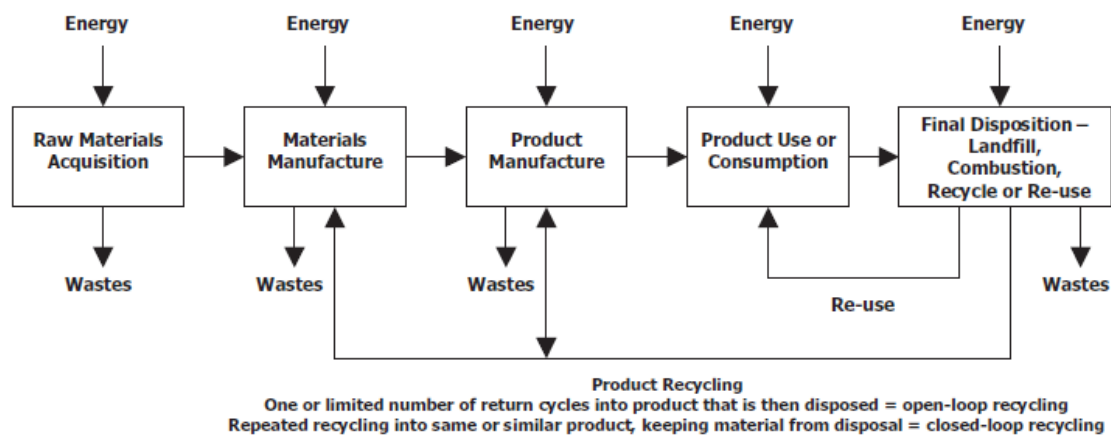 Energy
Energy
Energy
Energy
Energy
Raw Materials
Acquisition
Materials
Manufacture
Product
Manufacture
Product Use or
Consumption
Final Disposition –
Landfill,
Combustion,
Recycle or Re-use
Wastes
Wastes
Wastes
Re-use
Wastes
Product Recycling
One or limited number of return cycles into product that is then disposed = open-loop recycling
Repeated recycling into same or similar product, keeping material from disposal = closed-loop recycling